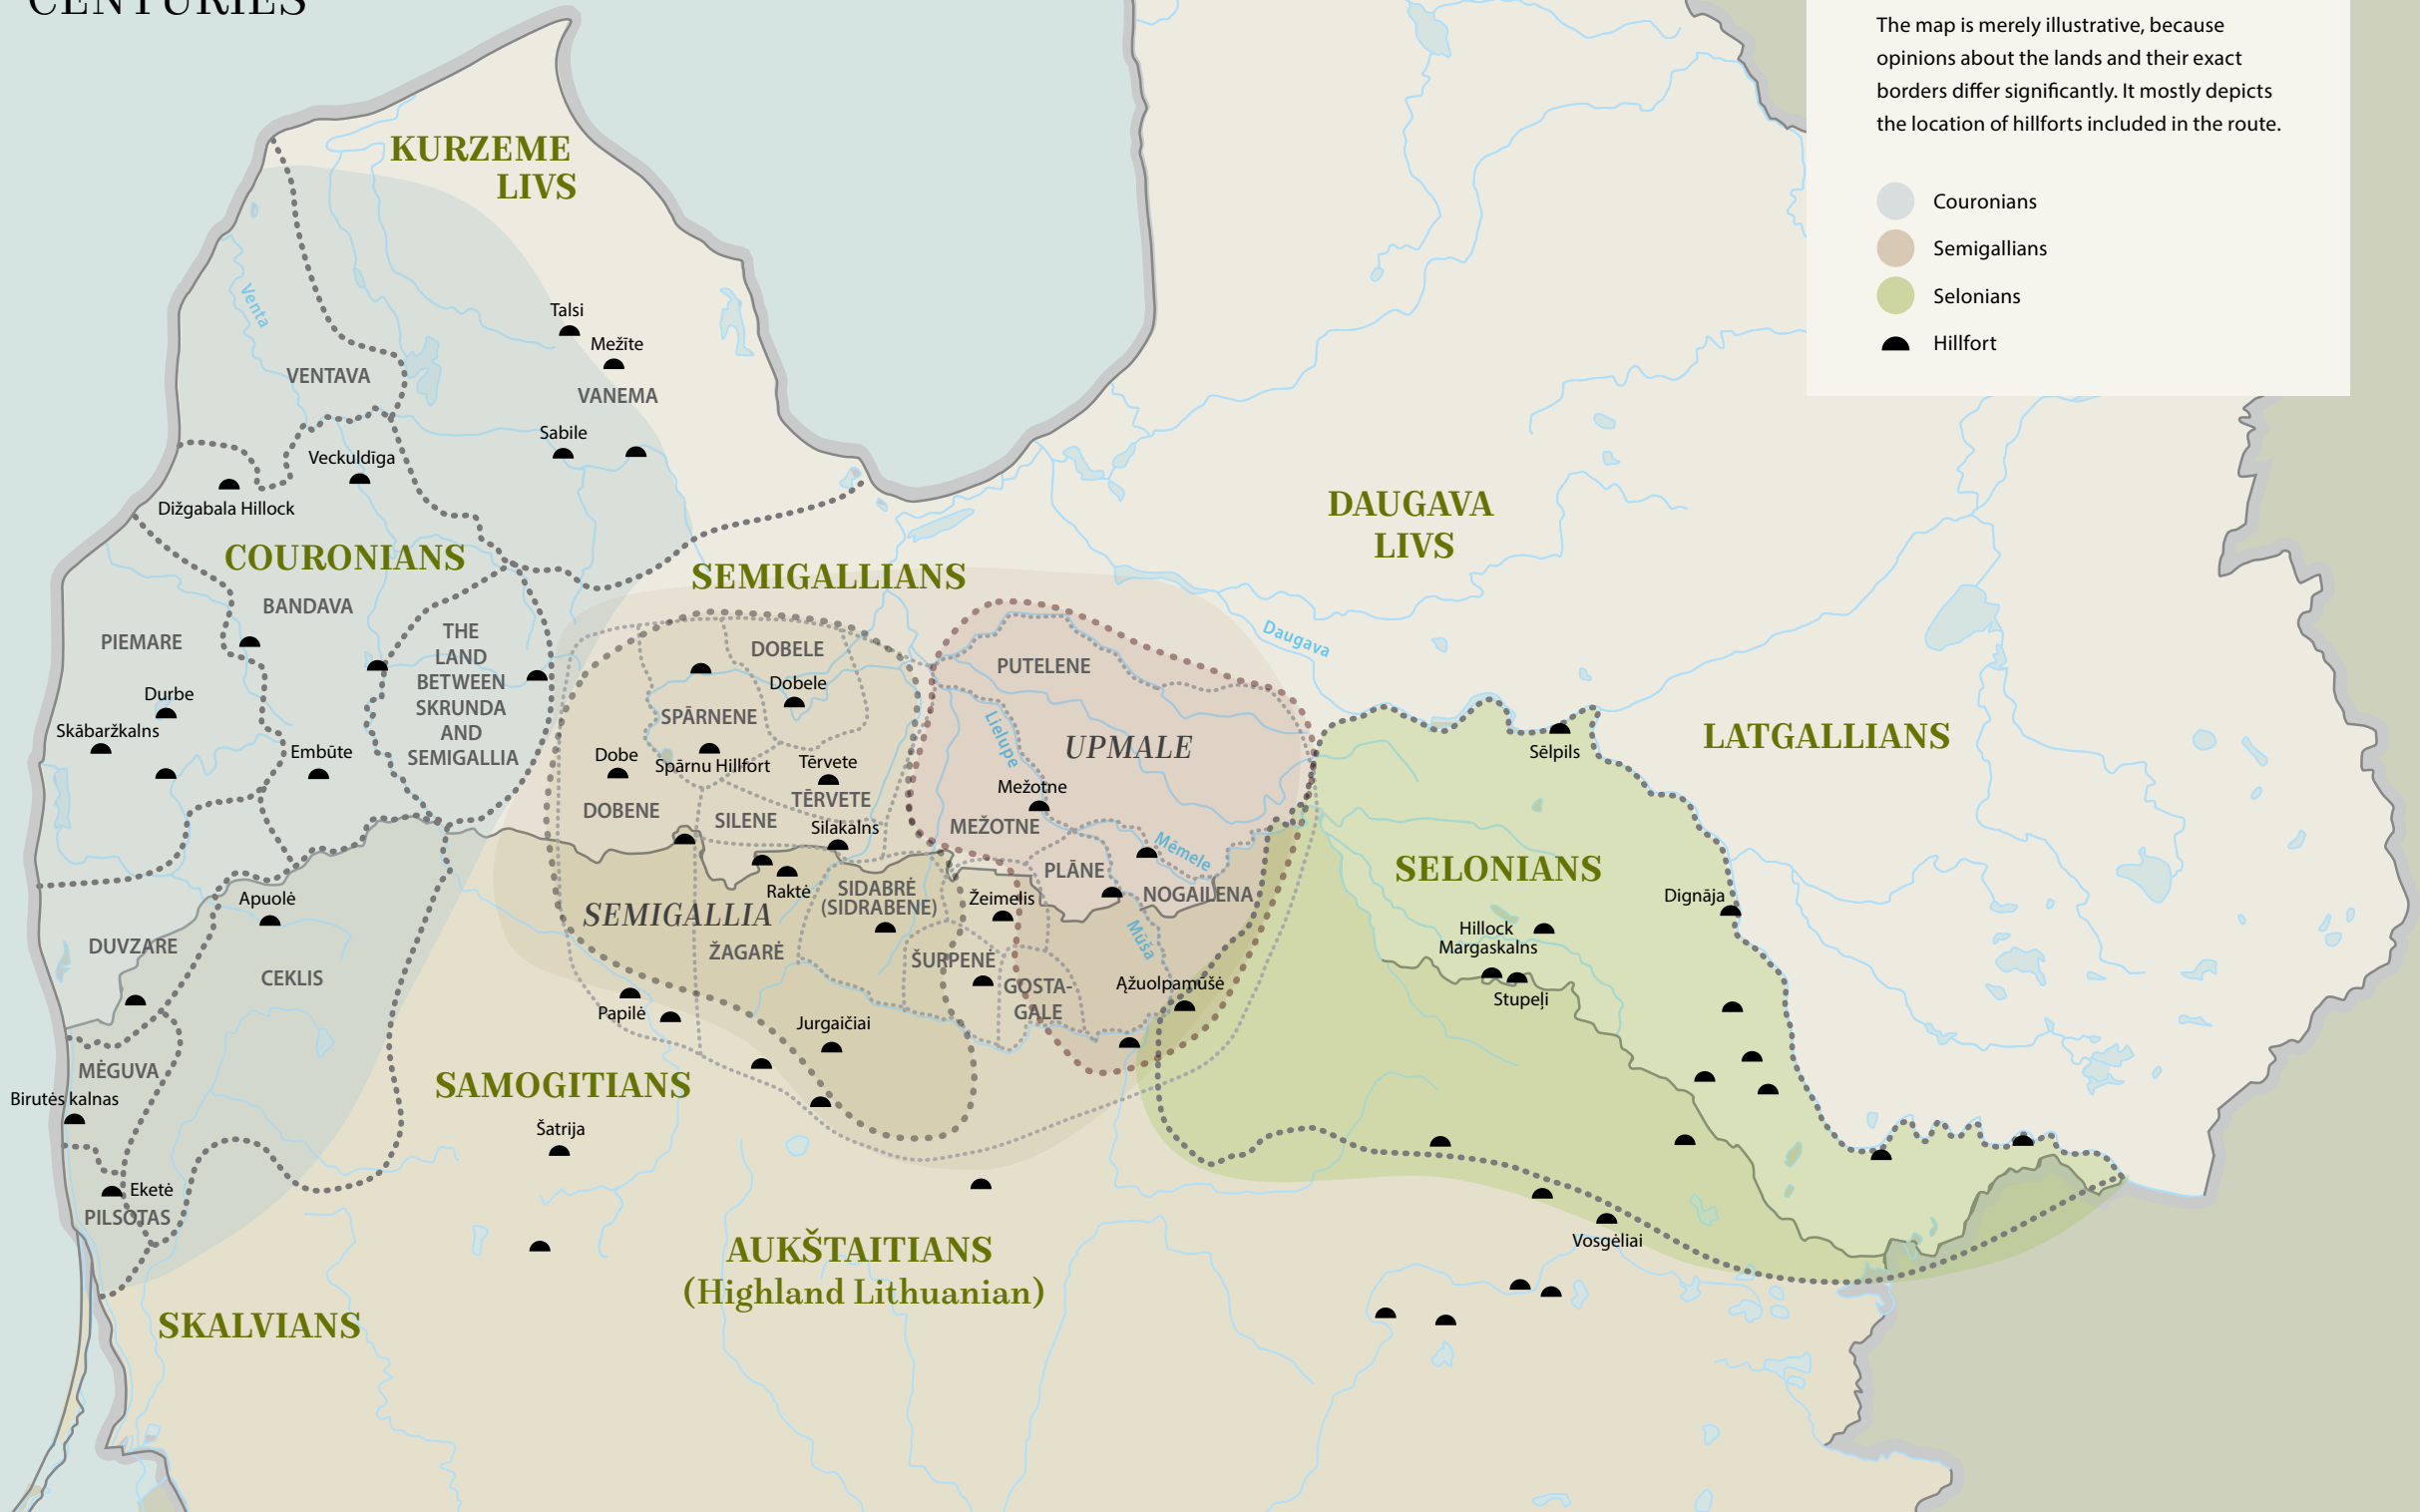 CENTURIES
The map is merely illustrative, because
opinions about the lands and their exact
borders differ significantly. It mostly depicts
the location of hillforts included in the route.
Couronians
Semigallians
Selonians
Hillfort
KURZEME
LIVS
Venta
Talsi
Mežīte
VENTAVA
VANEMA
Sabile
Veckuldīga
Dižgabala Hillock
DAUGAVA
LIVS
COURONIANS
SEMIGALLIANS
BANDAVA
PIEMARE
THE
LAND
BETWEEN
SKRUNDA
AND
SEMIGALLIA
Durbe
Skābaržkalns
Embūte
DOBELE
Dobele
SPĀRNENE
Spārnu Hillfort
Dobe
DOBENE
Tērvete
TĒRVETE
SILENE
Silakalns
PUTELENE
Daugava
Lielupe
UPMALE
Mežotne
MEŽOTNE
Mēmele
PLĀNE
NOGAILENA
Sēlpils
LATGALLIANS
SELONIANS
Dignāja
Hillock
Margaskalns
Stupeļi
Raktė
SIDABRĖ
(SIDRABENE)
Žeimelis
SEMIGALLIA
ŽAGARĖ
ŠURPENĖ
Mūša
GOSTA-
GALE
Ąžuolpamūšė
Apuolė
DUVZARE
CEKLIS
Papilė
Jurgaičiai
MĖGUVA
Birutės kalnas
SAMOGITIANS
Šatrija
Eketė
PILSOTAS
Vosgėliai
AUKŠTAITIANS
(Highland Lithuanian)
SKALVIANS